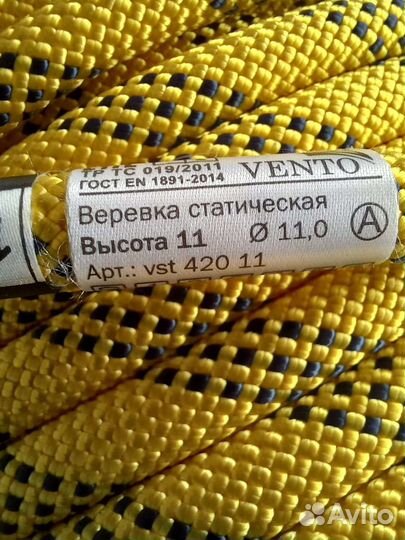 ТР ТС 019/2011
ГОСТ EN 1891-2014
VENTO
Веревка статическая
Высота 11 Ø 11,0
A
Арт.: vst 420 11
Avito